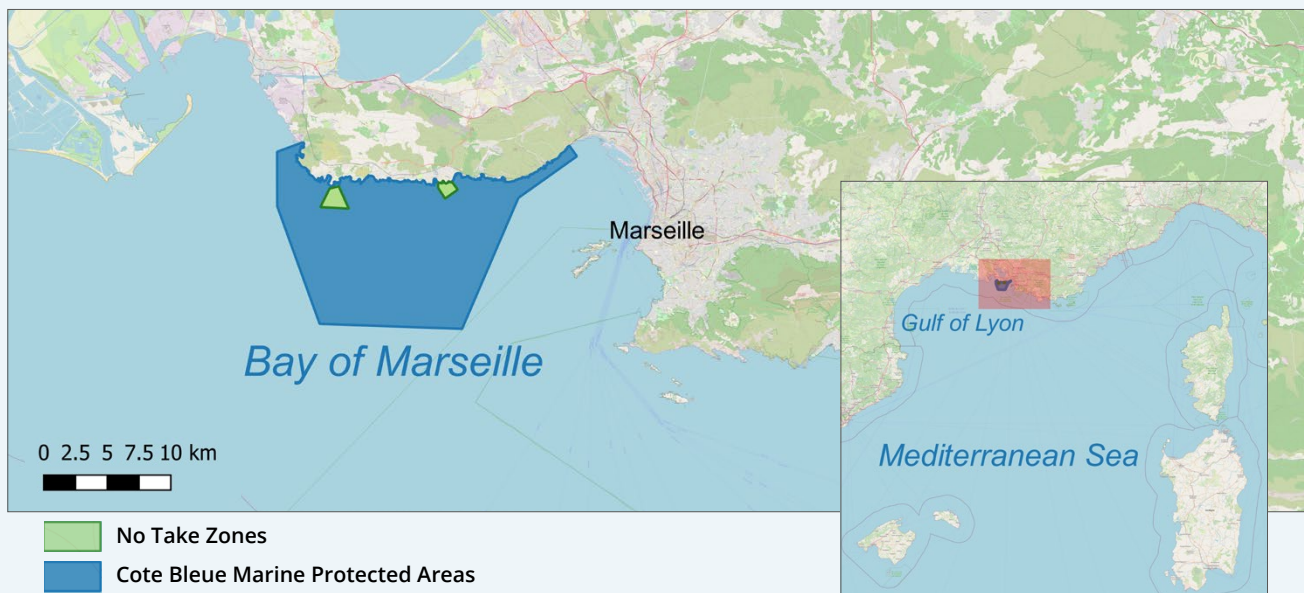 Marseille
Bay of Marseille
0 2.5 5 7.5 10 km
Gulf of Lyon
Mediterranean Sea
No Take Zones
Cote Bleue Marine Protected Areas